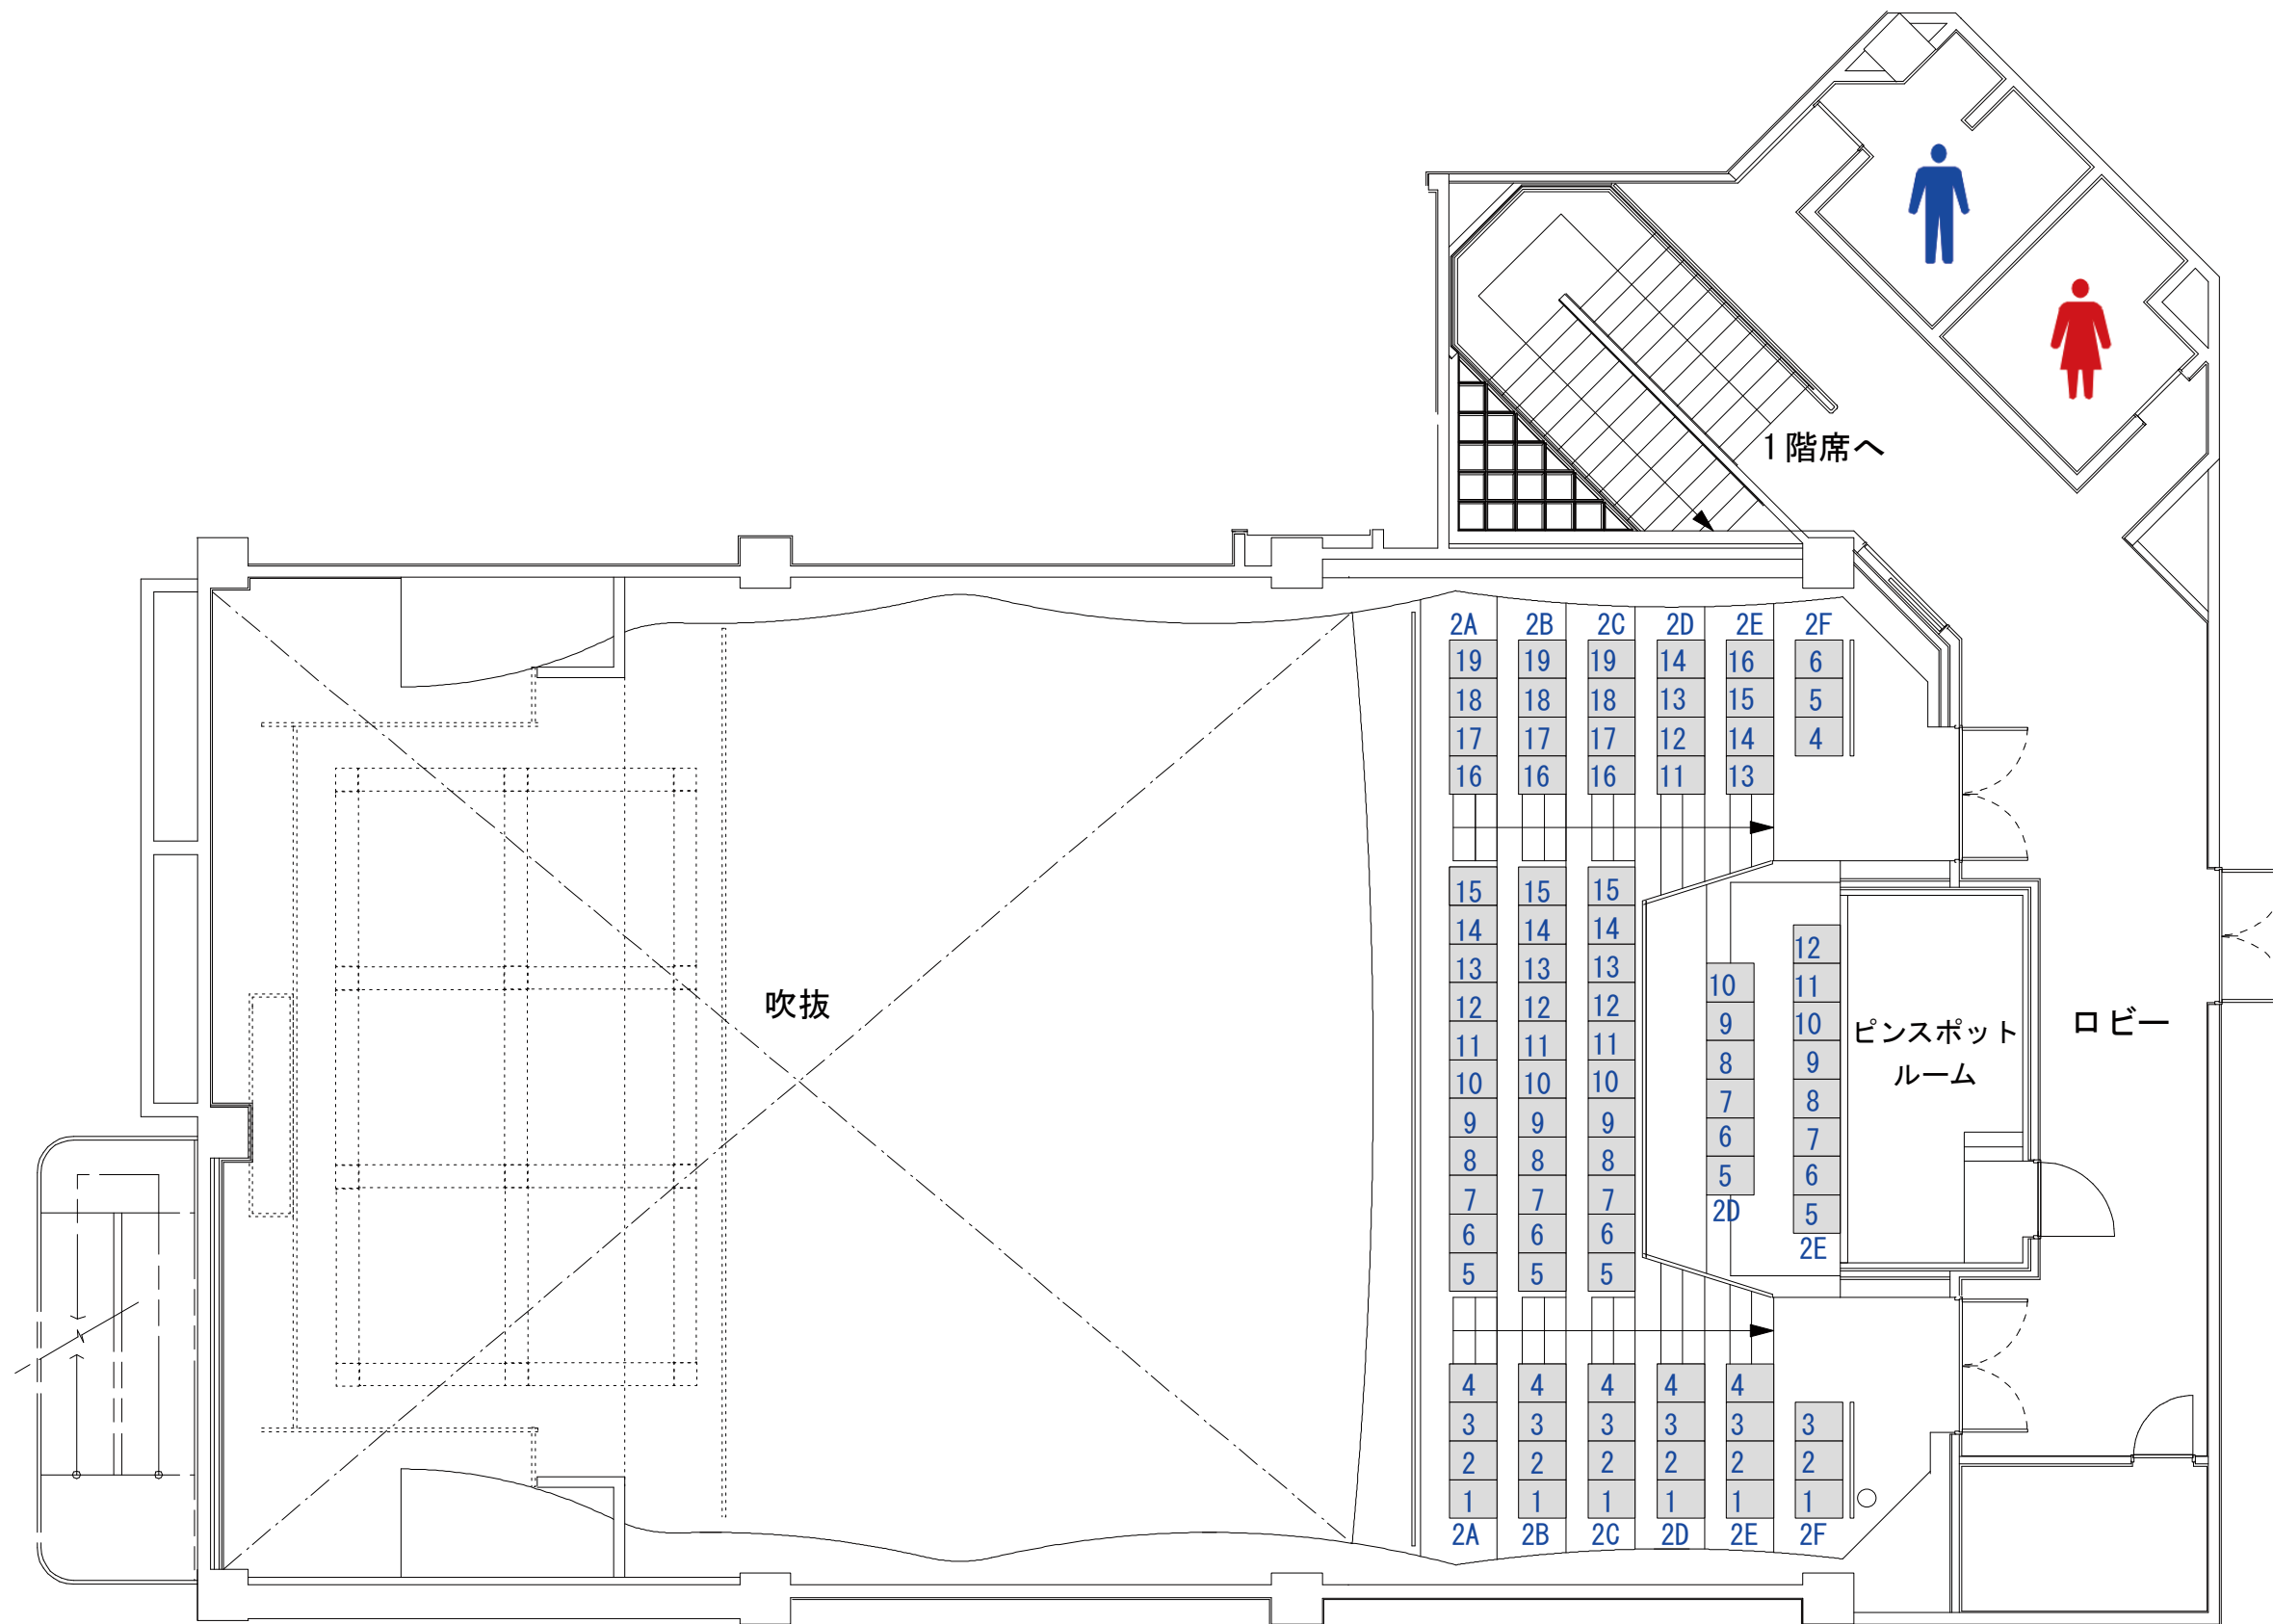 1階席へ
2A 2B 2C 2D 2E 2F
19 19 19 14 16 6
18 18 18 13 15 5
17 17 17 12 14 4
16 16 16 11 13
15 15 15
14 14 14 12
13 13 13 10 11
12 12 12 9 10
11 11 11 8 9
10 10 10 7 8
9 9 9 6 7
8 8 8 5 6
7 7 7 2D 5
6 6 6 2E
5 5 5
吹抜
ピンスポット
ルーム
ロビー
4 4 4 4 4
3 3 3 3 3 3
2 2 2 2 2 2
1 1 1 1 1 1
2A 2B 2C 2D 2E 2F